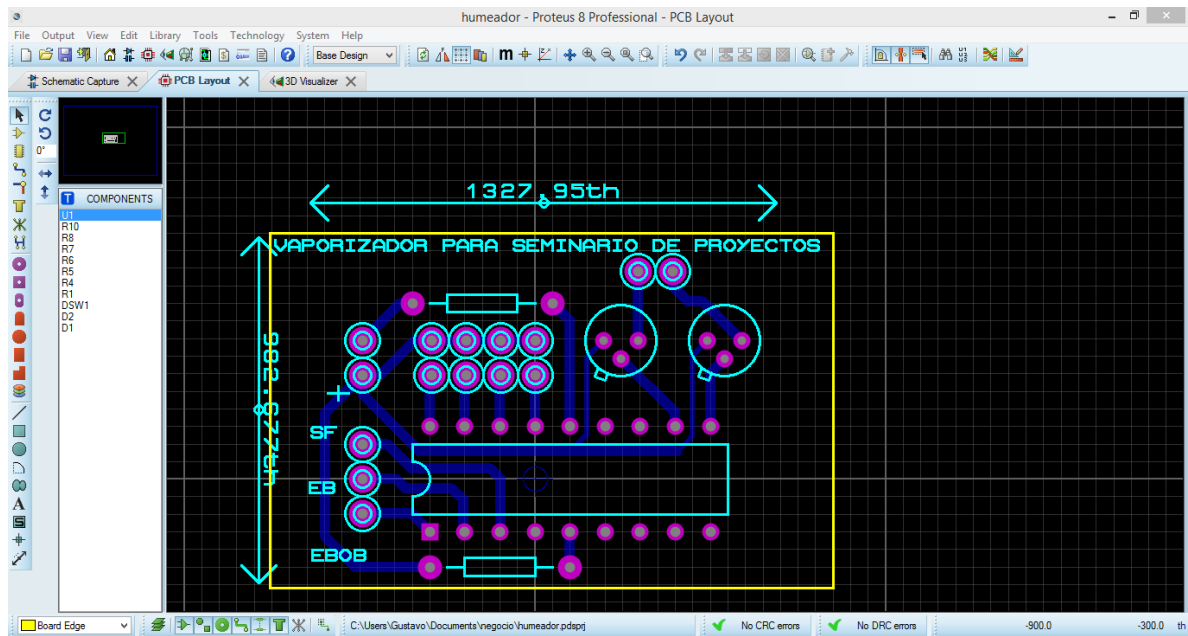 humeador - Proteus 8 Professional - PCB Layout
File Output View Edit Library Tools Technology System Help
Base Design
Schematic Capture
PCB Layout
3D Visualizer
0°
COMPONENTS
U1
R10
R8
R7
R6
R5
R4
R1
DSW1
D2
D1
1327.95th
VAPORIZADOR PARA SEMINARIO DE PROYECTOS
+
SF
EB
EBOB
Board Edge
C:\Users\Gustavo\Documents\negocio\humeador.pdsprj
No CRC errors
No DRC errors
-900.0
-300.0 th